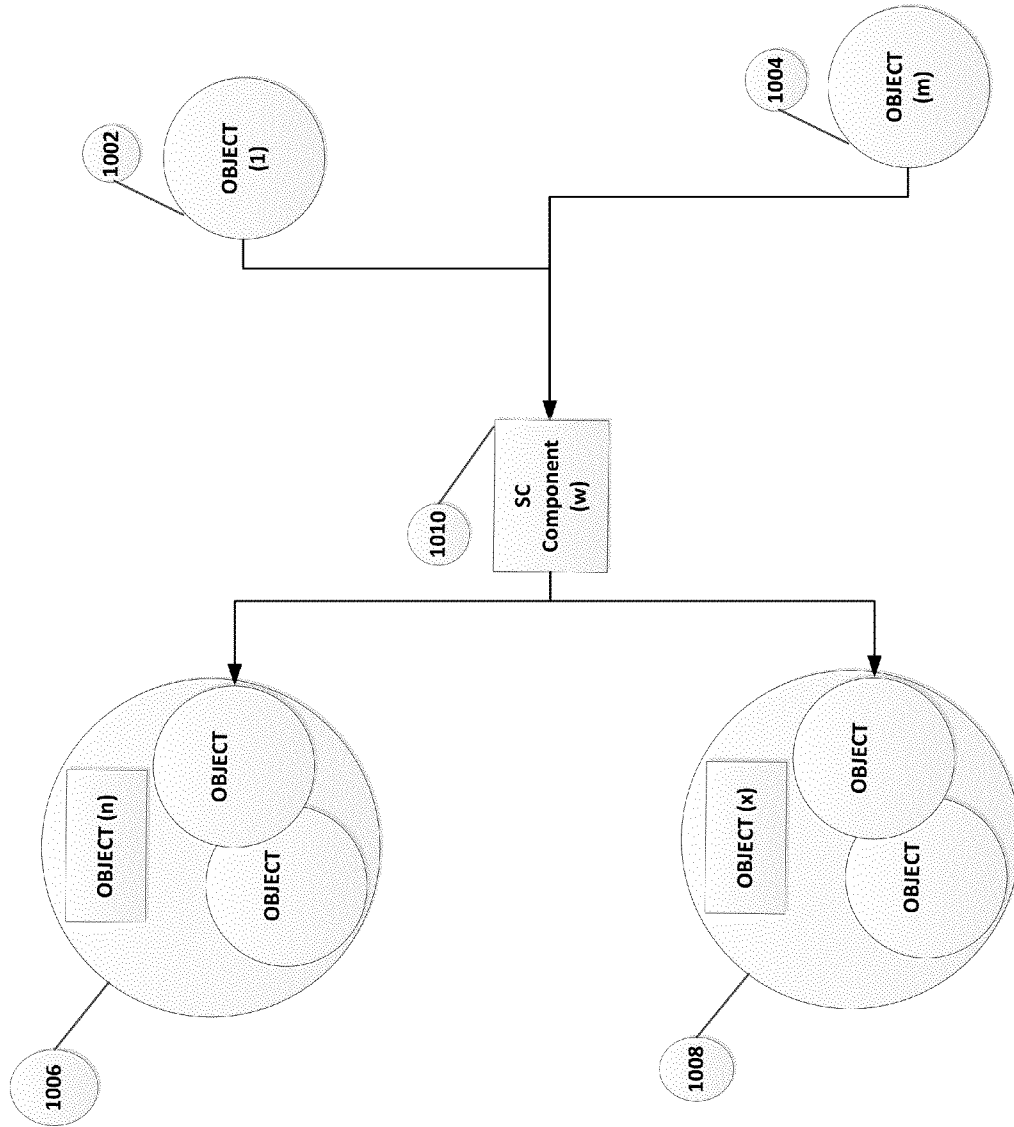 1002
OBJECT
(1)
1004
OBJECT
(m)
1010
SC
Component
(w)
1006
OBJECT (n)
OBJECT
OBJECT
1008
OBJECT (x)
OBJECT
OBJECT